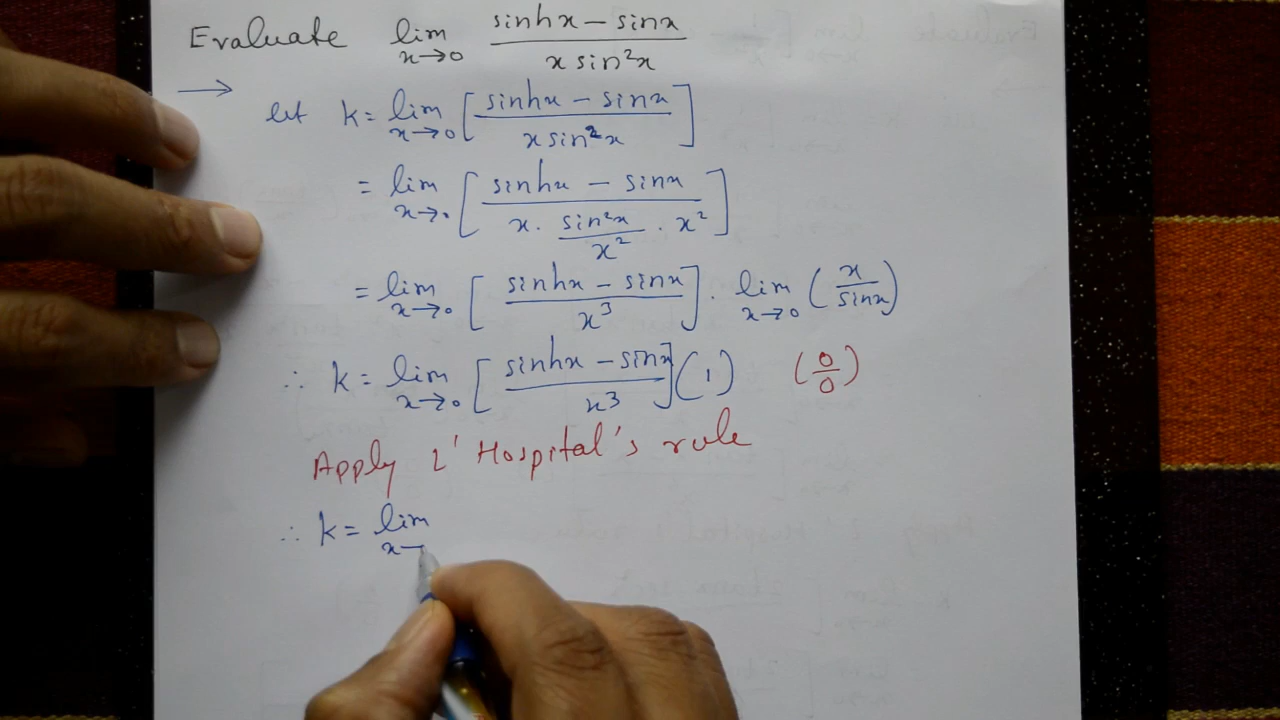 Evaluate lim x→0 sinhx − sinx / x sin²x
→ let k = lim x→0 [ sinhx − sinx / x sin²x ]
= lim x→0 [ sinhx − sinx / x · sin²x / x² · x² ]
= lim x→0 [ sinhx − sinx / x³ ] · lim x→0 ( x / sinx )
∴ k = lim x→0 [ sinhx − sinx / x³ ] (1) (0/0)
Apply L' Hospital's rule
∴ k = lim x→